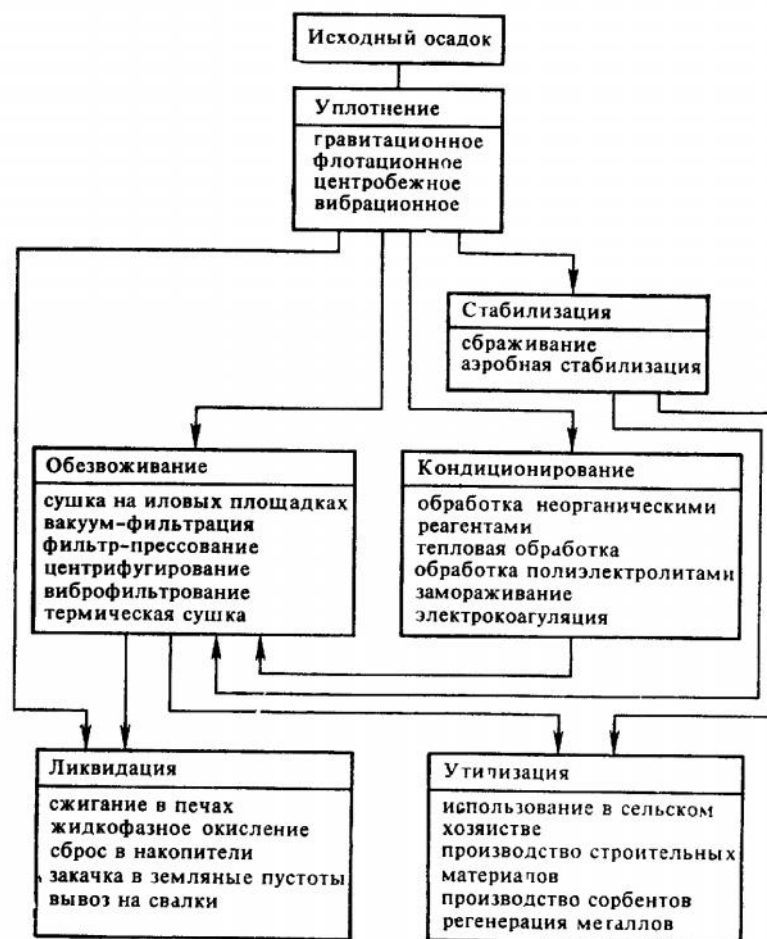 Исходный осадок
Уплотнение
гравитационное
флотационное
центробежное
вибрационное
Стабилизация
сбраживание
аэробная стабилизация
Обезвоживание
сушка на иловых площадках
вакуум-фильтрация
фильтр-прессование
центрифугирование
виброфильтрование
термическая сушка
Кондиционирование
обработка неорганическими
реагентами
тепловая обработка
обработка полиэлектролитами
замораживание
электрокоагуляция
Ликвидация
сжигание в печах
жидкофазное окисление
сброс в накопители
закачка в земляные пустоты
вывоз на свалки
Утилизация
использование в сельском
хозяистве
производство строительных
материалов
производство сорбентов
регенерация металлов